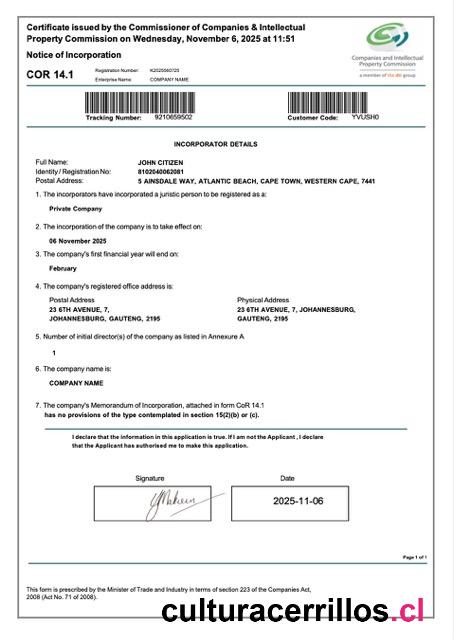 Certificate issued by the Commissioner of Companies & Intellectual
Property Commission on Wednesday, November 6, 2025 at 11:51
Notice of Incorporation
COR 14.1
Registration Number: K2025560725
Enterprise Name: COMPANY NAME
Companies and Intellectual
Property Commission
a member of the dti group
Tracking Number: 9210659502
Customer Code: YVUSH0
INCORPORATOR DETAILS
Full Name: JOHN CITIZEN
Identity / Registration No: 8102040062081
Postal Address: 5 AINSDALE WAY, ATLANTIC BEACH, CAPE TOWN, WESTERN CAPE, 7441
1. The incorporators have incorporated a juristic person to be registered as a:
Private Company
2. The incorporation of the company is to take effect on:
06 November 2025
3. The company's first financial year will end on:
February
4. The company's registered office address is:
Postal Address
23 6TH AVENUE, 7,
JOHANNESBURG, GAUTENG, 2195
Physical Address
23 6TH AVENUE, 7, JOHANNESBURG,
GAUTENG, 2195
5. Number of initial director(s) of the company as listed in Annexure A
1
6. The company name is:
COMPANY NAME
7. The company's Memorandum of Incorporation, attached in form CoR 14.1
has no provisions of the type contemplated in section 15(2)(b) or (c).
I declare that the information in this application is true. If I am not the Applicant , I declare
that the Applicant has authorised me to make this application.
Signature
Date
2025-11-06
Page 1 of 1
This form is prescribed by the Minister of Trade and Industry in terms of section 223 of the Companies Act,
2008 (Act No. 71 of 2008).
culturacerrillos.cl